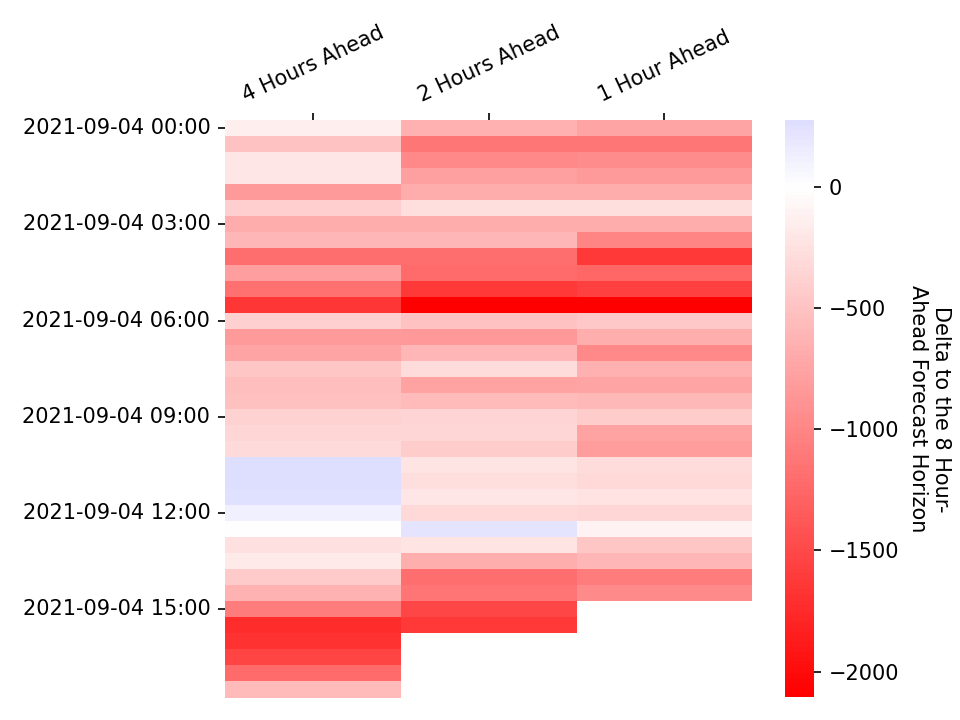 4 Hours Ahead
2 Hours Ahead
1 Hour Ahead
2021-09-04 00:00
2021-09-04 03:00
2021-09-04 06:00
2021-09-04 09:00
2021-09-04 12:00
2021-09-04 15:00
0
−500
−1000
−1500
−2000
Delta to the 8 Hour-
Ahead Forecast Horizon